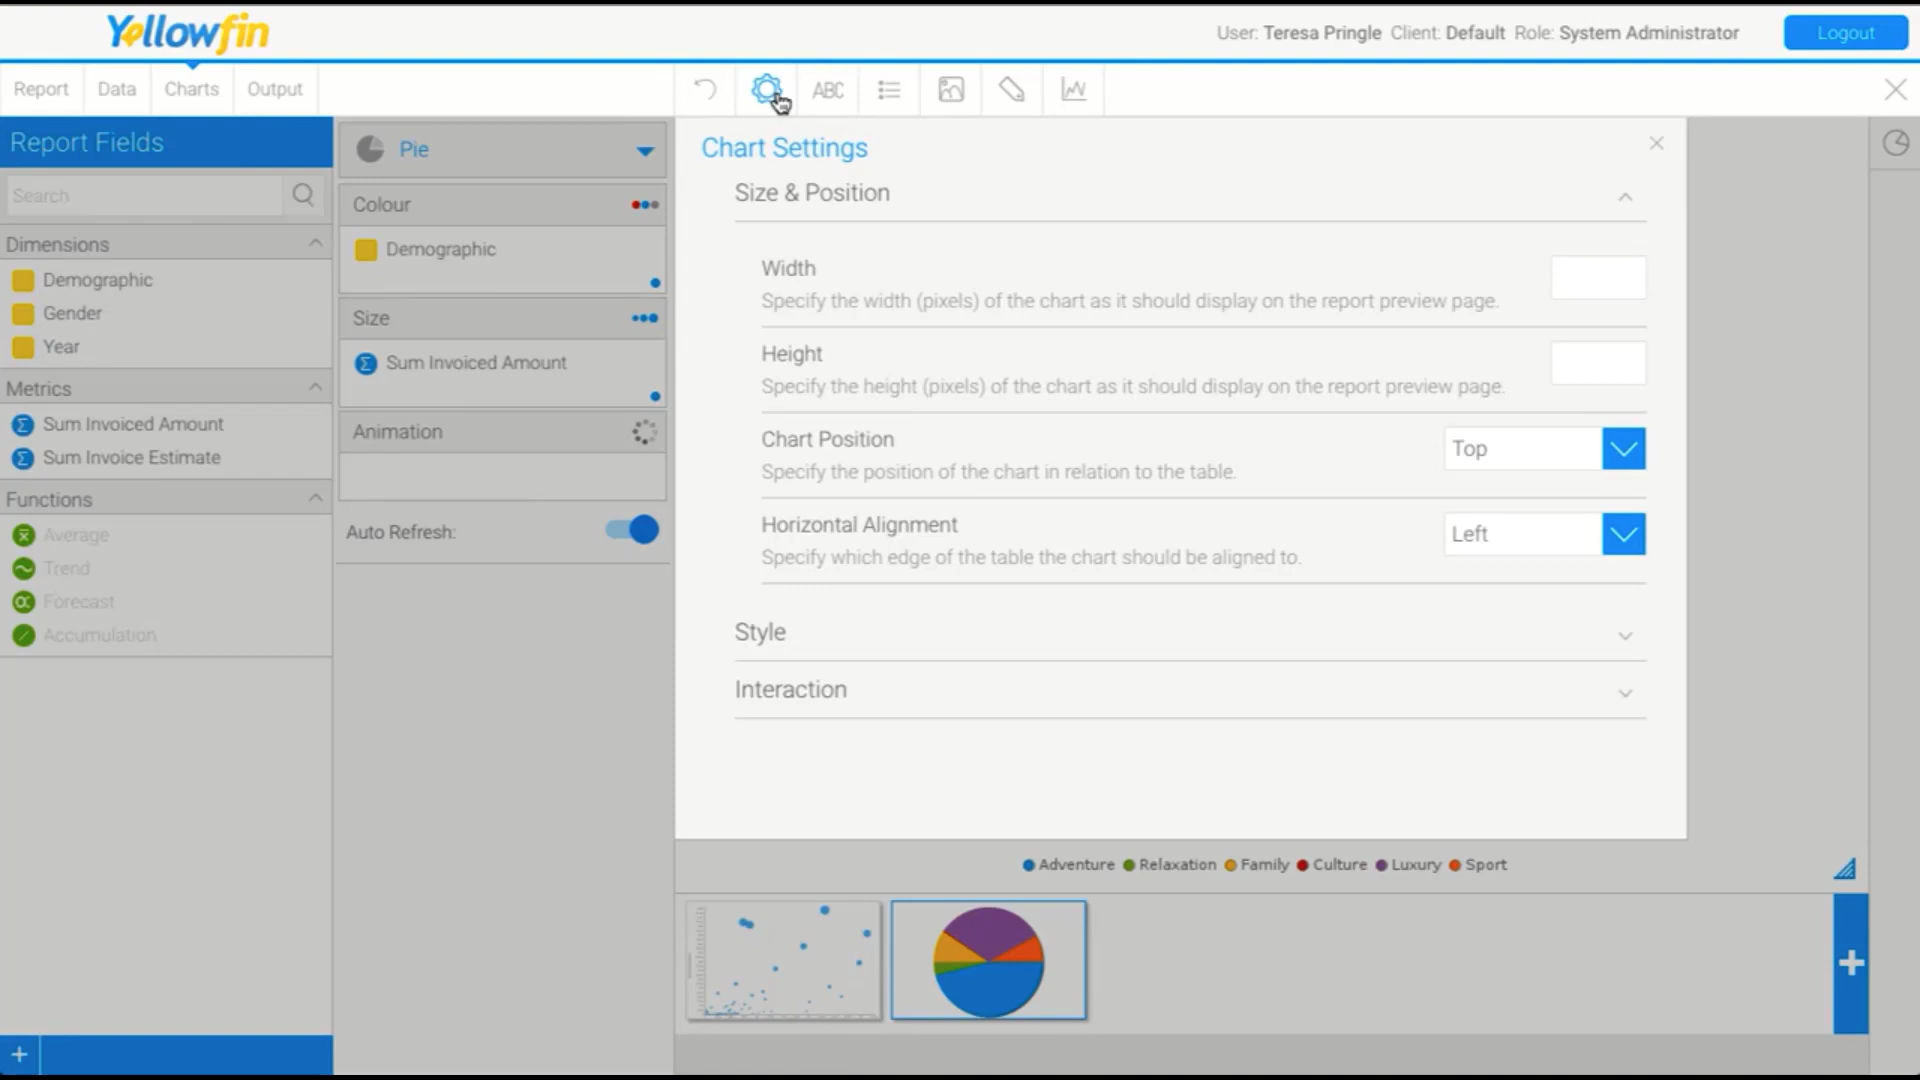 Yellowfin
User: Teresa Pringle Client: Default Role: System Administrator
Logout
Report
Data
Charts
Output
ABC
Report Fields
Search
Dimensions
Demographic
Gender
Year
Metrics
Sum Invoiced Amount
Sum Invoice Estimate
Functions
Average
Trend
Forecast
Accumulation
Pie
Colour
Demographic
Size
Sum Invoiced Amount
Animation
Auto Refresh:
Chart Settings
Size & Position
Width
Specify the width (pixels) of the chart as it should display on the report preview page.
Height
Specify the height (pixels) of the chart as it should display on the report preview page.
Chart Position
Top
Specify the position of the chart in relation to the table.
Horizontal Alignment
Left
Specify which edge of the table the chart should be aligned to.
Style
Interaction
Adventure Relaxation Family Culture Luxury Sport